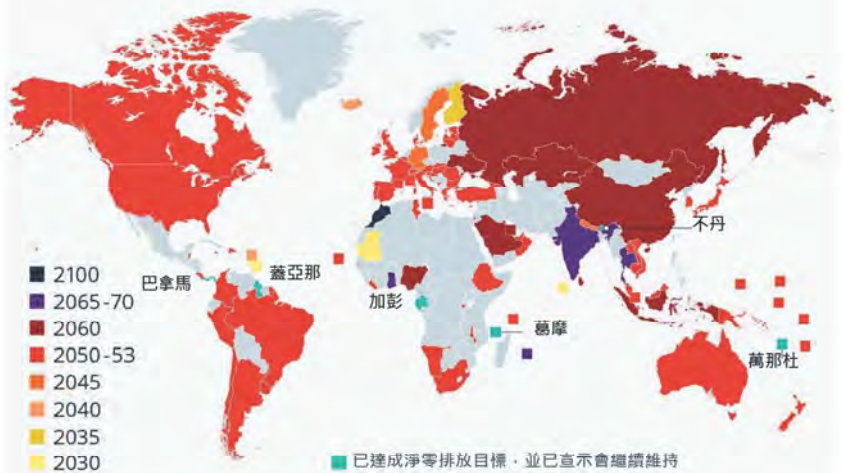 不丹
蓋亞那
巴拿馬
加彭
葛摩
萬那杜
2100
2065-70
2060
2050-53
2045
2040
2035
2030
已達成淨零排放目標，並已宣示會繼續維持